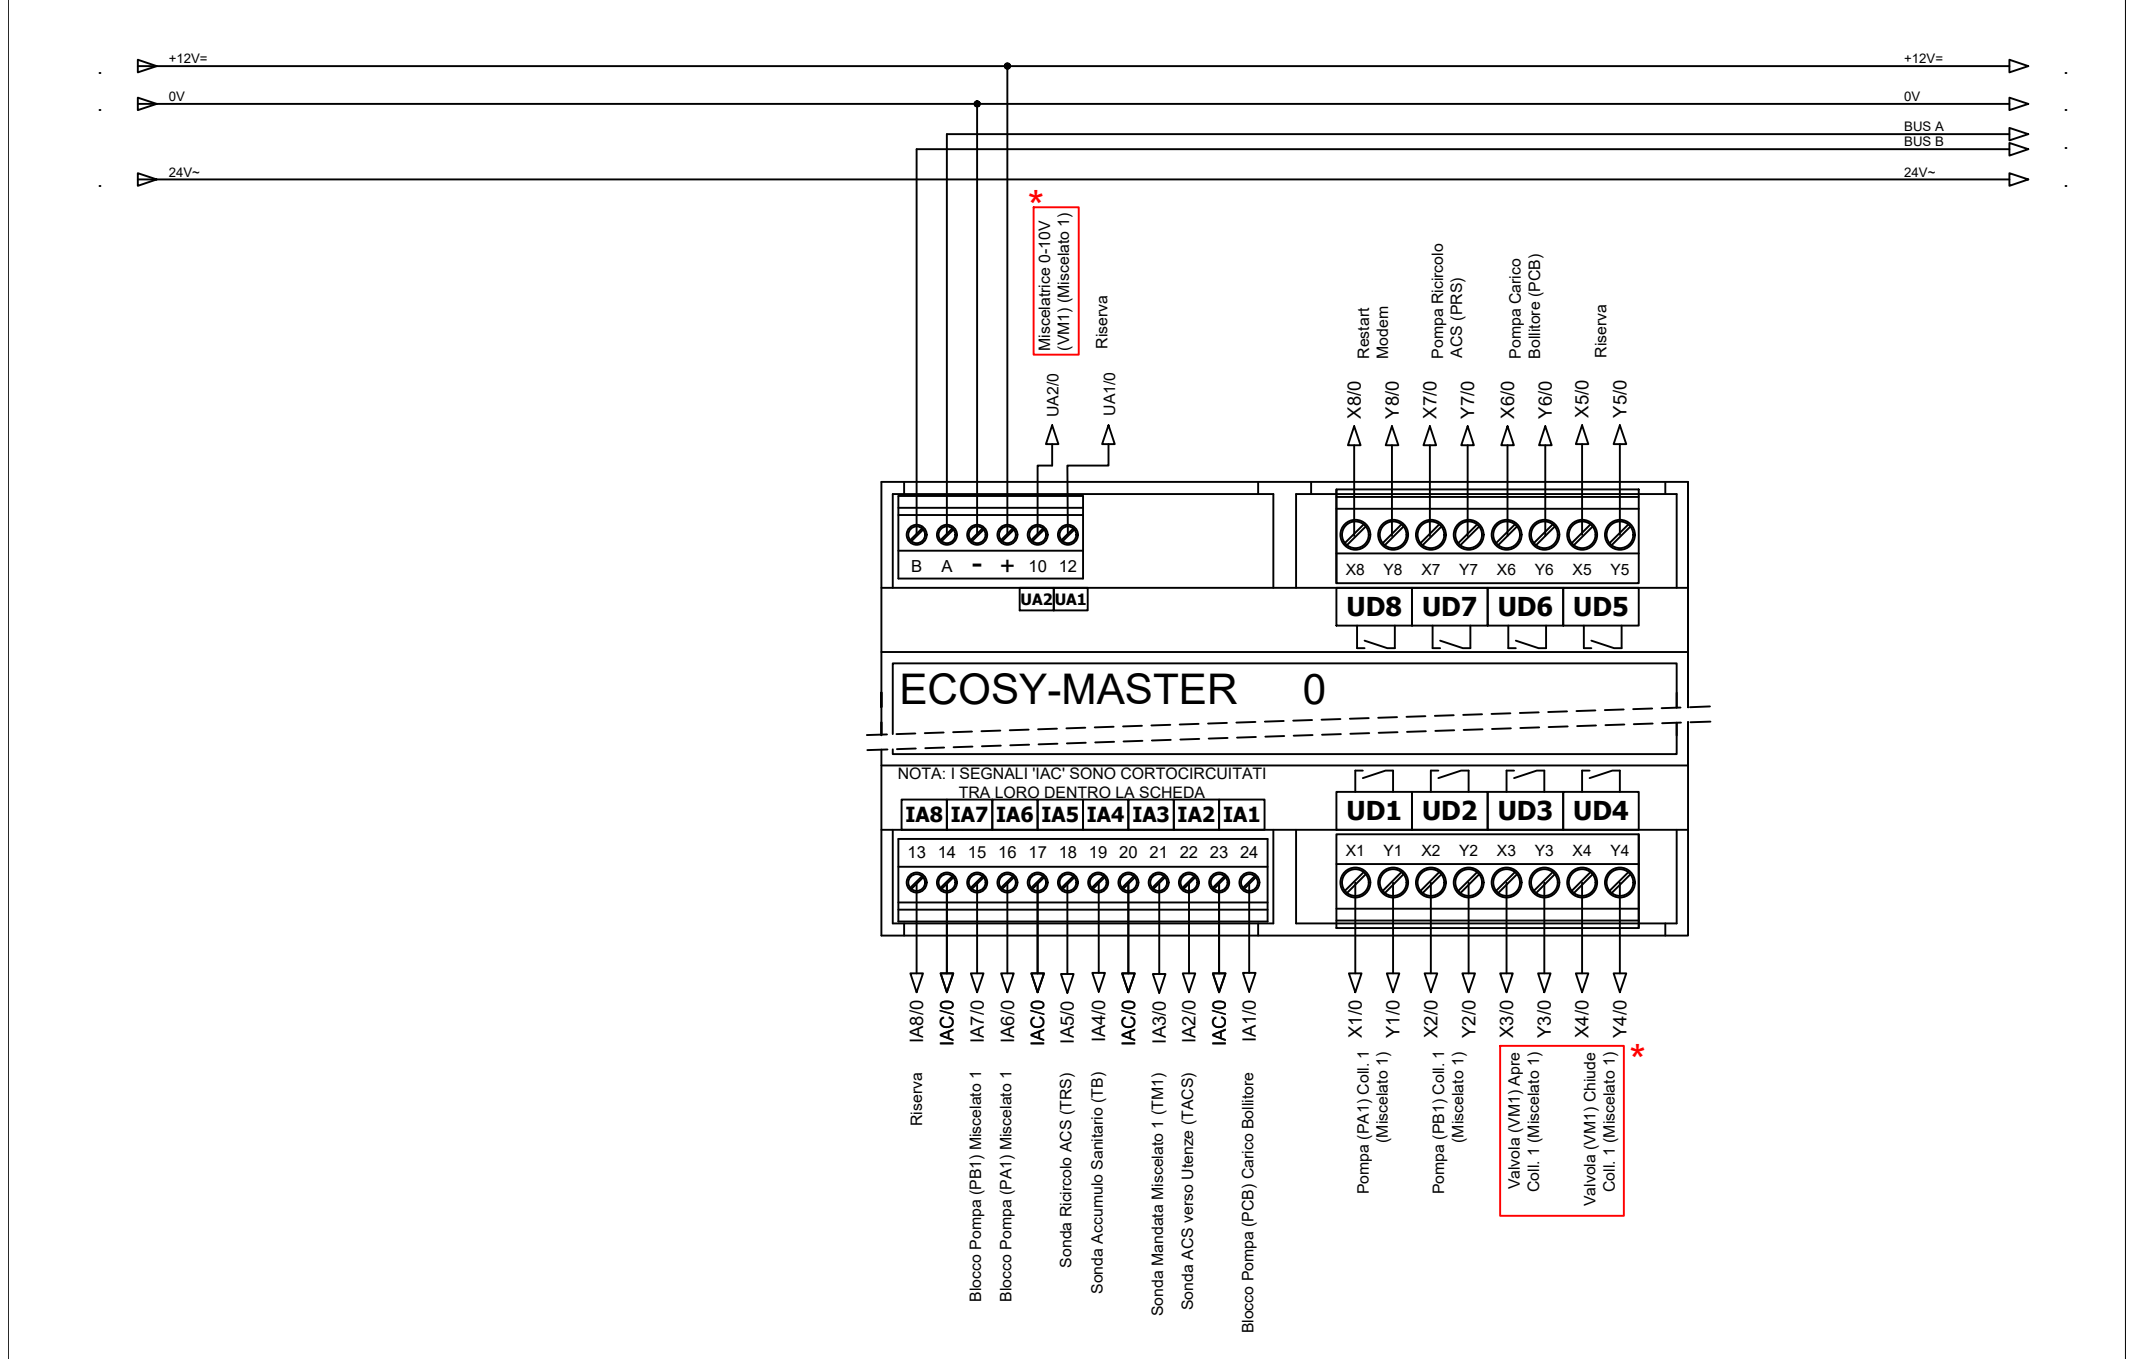 +12V=
+12V=
0V
0V
BUS A
BUS B
24V~
24V~
*
Miscelatrice 0-10V
(VM1) (Miscelato 1)
Riserva
Restart
Modem
Pompa Ricircolo
ACS (PRS)
Pompa Carico
Bollitore (PCB)
Riserva
UA2/0
UA1/0
X8/0
Y8/0
X7/0
Y7/0
X6/0
Y6/0
X5/0
Y5/0
B A - + 10 12
X8 Y8 X7 Y7 X6 Y6 X5 Y5
UA2 UA1
UD8 UD7 UD6 UD5
ECOSY-MASTER 0
NOTA: I SEGNALI 'IAC' SONO CORTOCIRCUITATI
TRA LORO DENTRO LA SCHEDA
IA8 IA7 IA6 IA5 IA4 IA3 IA2 IA1
UD1 UD2 UD3 UD4
13 14 15 16 17 18 19 20 21 22 23 24
X1 Y1 X2 Y2 X3 Y3 X4 Y4
IA8/0
IAC/0
IA7/0
IA6/0
IAC/0
IA5/0
IA4/0
IAC/0
IA3/0
IA2/0
IAC/0
IA1/0
X1/0
Y1/0
X2/0
Y2/0
X3/0
Y3/0
X4/0
Y4/0
*
Riserva
Blocco Pompa (PB1) Miscelato 1
Blocco Pompa (PA1) Miscelato 1
Sonda Ricircolo ACS (TRS)
Sonda Accumulo Sanitario (TB)
Sonda Mandata Miscelato 1 (TM1)
Sonda ACS verso Utenze (TACS)
Blocco Pompa (PCB) Carico Bollitore
Pompa (PA1) Coll. 1
(Miscelato 1)
Pompa (PB1) Coll. 1
(Miscelato 1)
Valvola (VM1) Apre
Coll. 1 (Miscelato 1)
Valvola (VM1) Chiude
Coll. 1 (Miscelato 1)